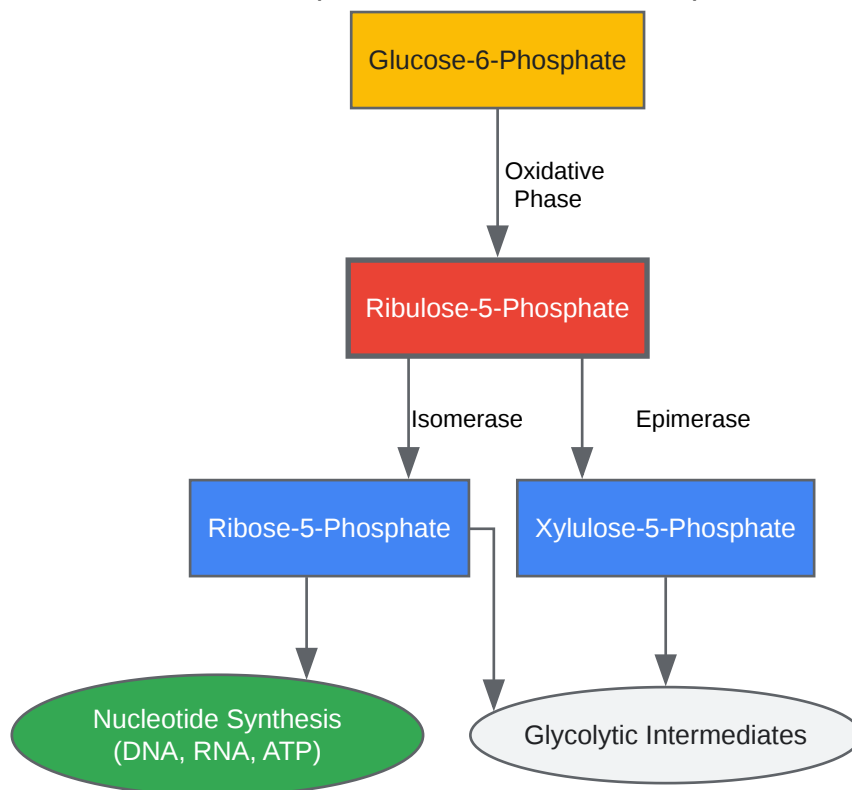 Glucose-6-Phosphate
Oxidative
Phase
Ribulose-5-Phosphate
Isomerase
Epimerase
Ribose-5-Phosphate
Xylulose-5-Phosphate
Nucleotide Synthesis
(DNA, RNA, ATP)
Glycolytic Intermediates